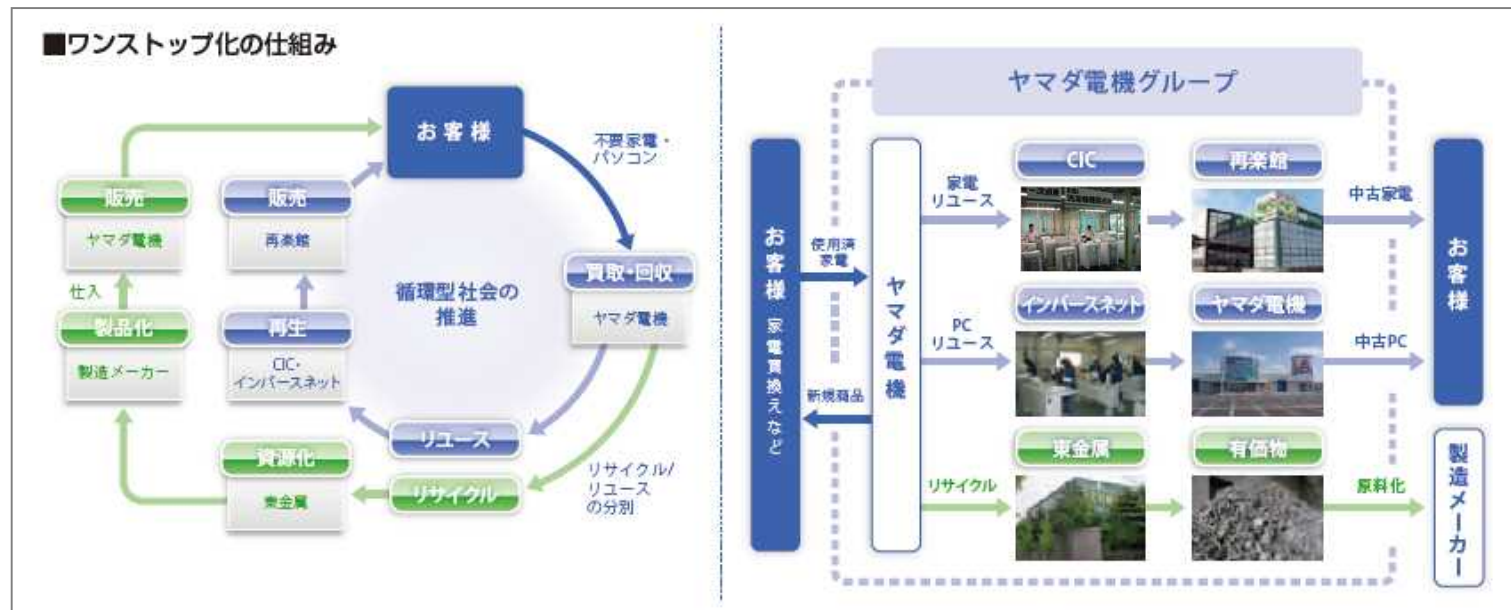 ■ワンストップ化の仕組み
お客様
不要家電・
パソコン
買取・回収
ヤマダ電機
リサイクル/
リユース
の分別
リユース
リサイクル
再生
CIC・
インバースネット
販売
再楽館
資源化
東金属
製品化
製造メーカー
仕入
販売
ヤマダ電機
循環型社会の
推進
ヤマダ電機グループ
お客様 家電買換えなど
使用済
家電
新規商品
ヤマダ電機
家電
リユース
CIC
再楽館
中古家電
PC
リユース
インバースネット
ヤマダ電機
中古PC
お客様
リサイクル
東金属
有価物
原料化
製造メーカー